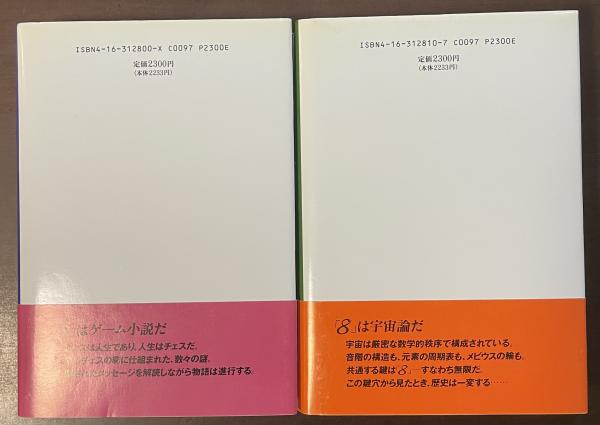 ISBN4-16-312800-X C0097 P2300E
定価2300円
(本体2233円)
はゲーム小説だ
は人生であり、人生はチェスだ。
チェスの駒に仕組まれた、数々の謎。
メッセージを解読しながら物語は進行する。
ISBN4-16-312810-7 C0097 P2300E
定価2300円
(本体2233円)
「8」は宇宙論だ
宇宙は厳密な数学的秩序で構成されている。
音階の構造も、元素の周期表も、メビウスの輪も。
共通する鍵は「8」―すなわち無限だ。
この鍵穴から見たとき、歴史は一変する……